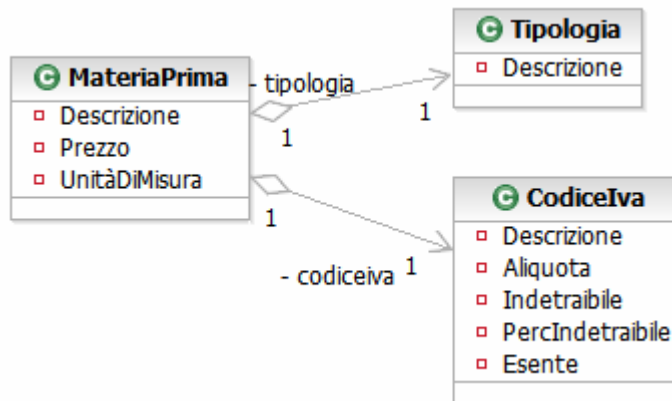 MateriaPrima
Descrizione
Prezzo
UnitàDiMisura
- tipologia
1
1
Tipologia
Descrizione
1
- codiceiva
1
CodiceIva
Descrizione
Aliquota
Indetraibile
PercIndetraibile
Esente